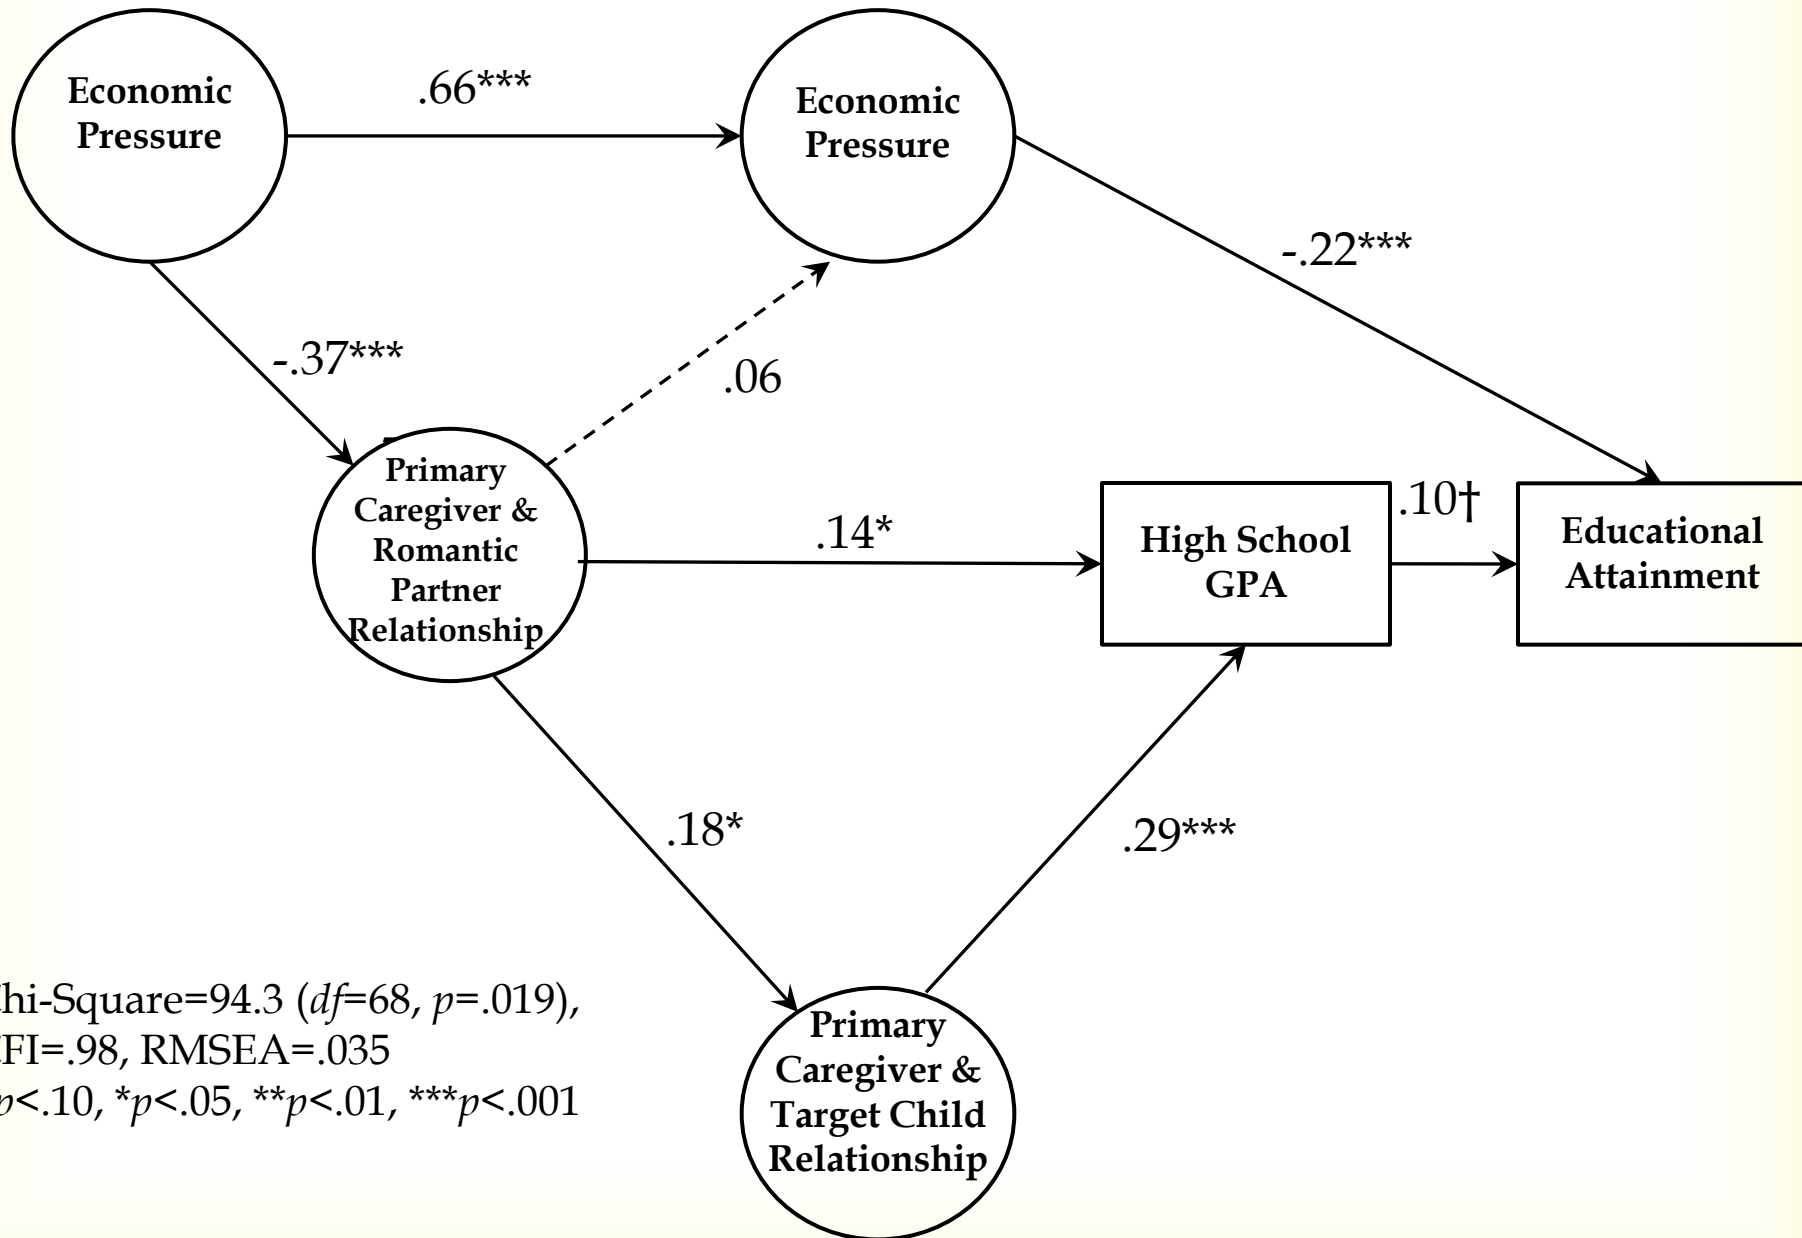 Economic
Pressure
.66***
Economic
Pressure
-.22***
-.37***
.06
Primary
Caregiver &
Romantic
Partner
Relationship
.14*
High School
GPA
.10†
Educational
Attainment
.18*
.29***
hi-Square=94.3 (df=68, p=.019),
FI=.98, RMSEA=.035
p<.10, *p<.05, **p<.01, ***p<.001
Primary
Caregiver &
Target Child
Relationship